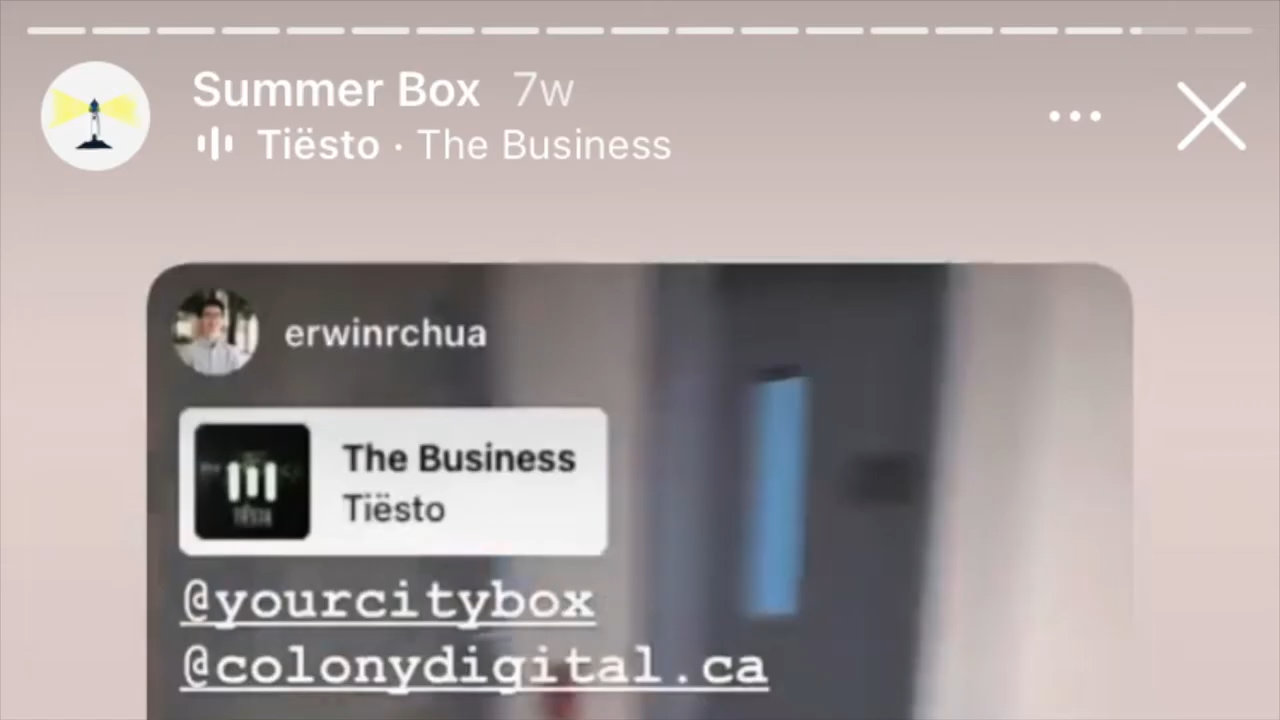 Summer Box 7w
Tiësto · The Business
erwinrchua
The Business
Tiësto
@yourcitybox
@colonydigital.ca